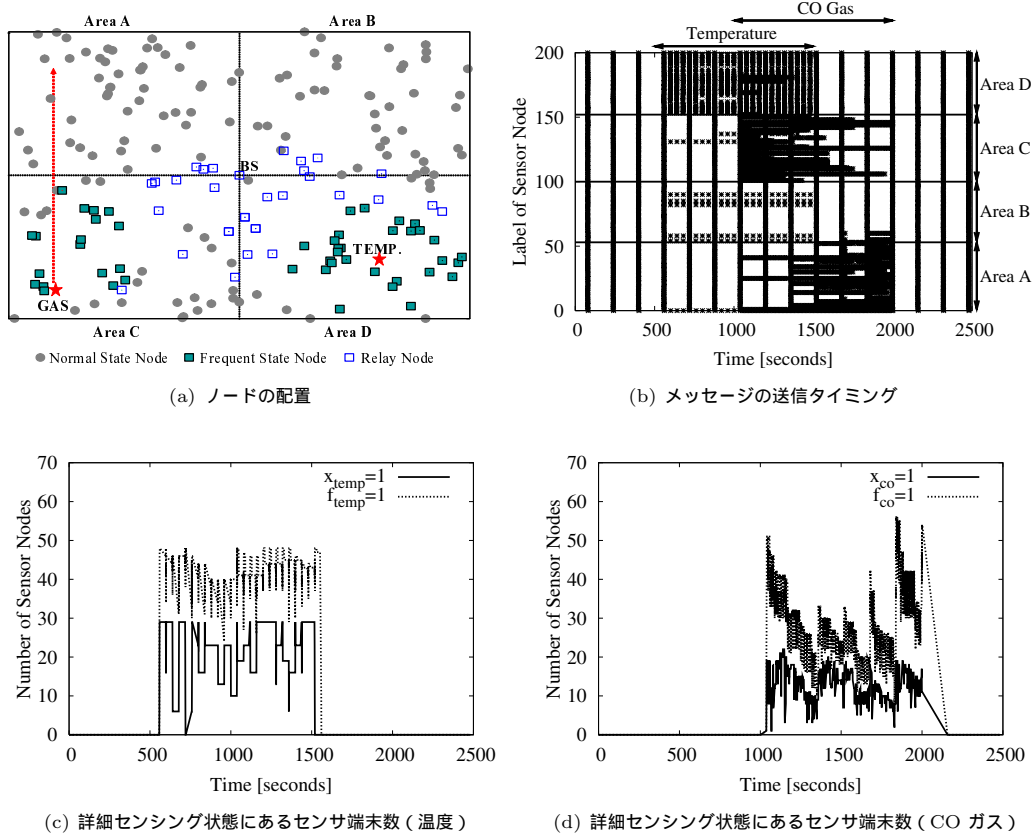 Area A
Area B
BS
TEMP.
GAS
Area C
Area D
Normal State Node
Frequent State Node
Relay Node
(a) ノードの配置
CO Gas
Temperature
Label of Sensor Node
200
150
100
50
0
Area D
Area C
Area B
Area A
0
500
1000
1500
2000
2500
Time [seconds]
(b) メッセージの送信タイミング
Number of Sensor Nodes
70
60
50
40
30
20
10
0
x_temp=1
f_temp=1
0
500
1000
1500
2000
2500
Time [seconds]
(c) 詳細センシング状態にあるセンサ端末数（温度）
Number of Sensor Nodes
70
60
50
40
30
20
10
0
x_co=1
f_co=1
0
500
1000
1500
2000
2500
Time [seconds]
(d) 詳細センシング状態にあるセンサ端末数（CO ガス）